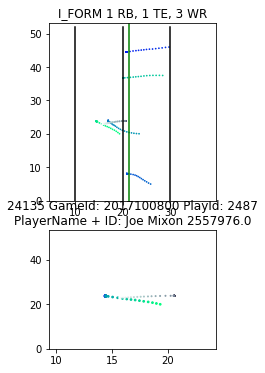 I_FORM 1 RB, 1 TE, 3 WR
50
40
30
20
10
0
10 20 30
24135 GameId: 2017100800 PlayId: 2487
PlayerName + ID: Joe Mixon 2557976.0
40
20
0
10 15 20